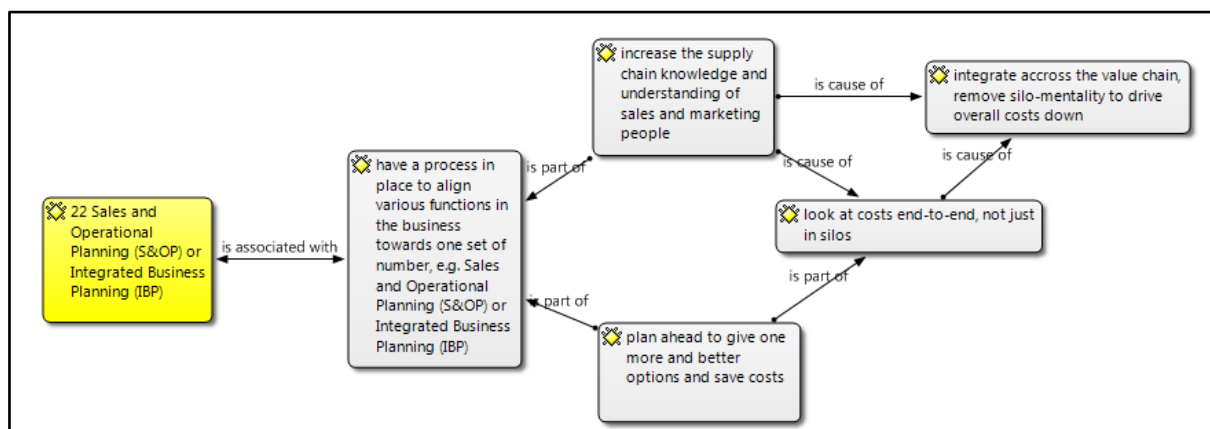 increase the supply
chain knowledge and
understanding of
sales and marketing
people
is cause of
integrate accross the value chain,
remove silo-mentality to drive
overall costs down
is part of
is cause of
is cause of
have a process in
place to align
various functions in
the business
towards one set of
number, e.g. Sales
and Operational
Planning (S&OP) or
Integrated Business
Planning (IBP)
22 Sales and
Operational
Planning (S&OP) or
Integrated Business
Planning (IBP)
is associated with
look at costs end-to-end, not just
in silos
is part of
is part of
plan ahead to give one
more and better
options and save costs